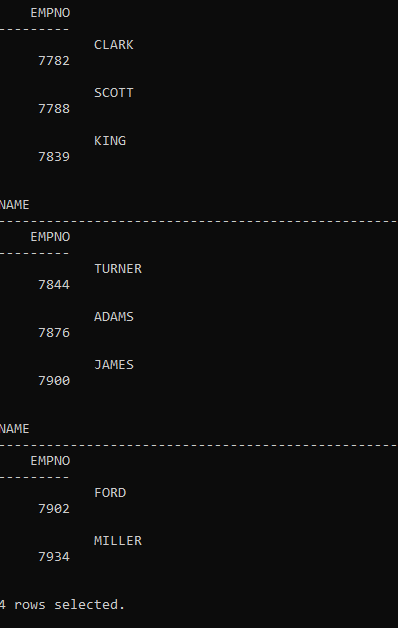 EMPNO
---------
CLARK
7782
SCOTT
7788
KING
7839
NAME
--------------------------------------------------
EMPNO
---------
TURNER
7844
ADAMS
7876
JAMES
7900
NAME
--------------------------------------------------
EMPNO
---------
FORD
7902
MILLER
7934
4 rows selected.